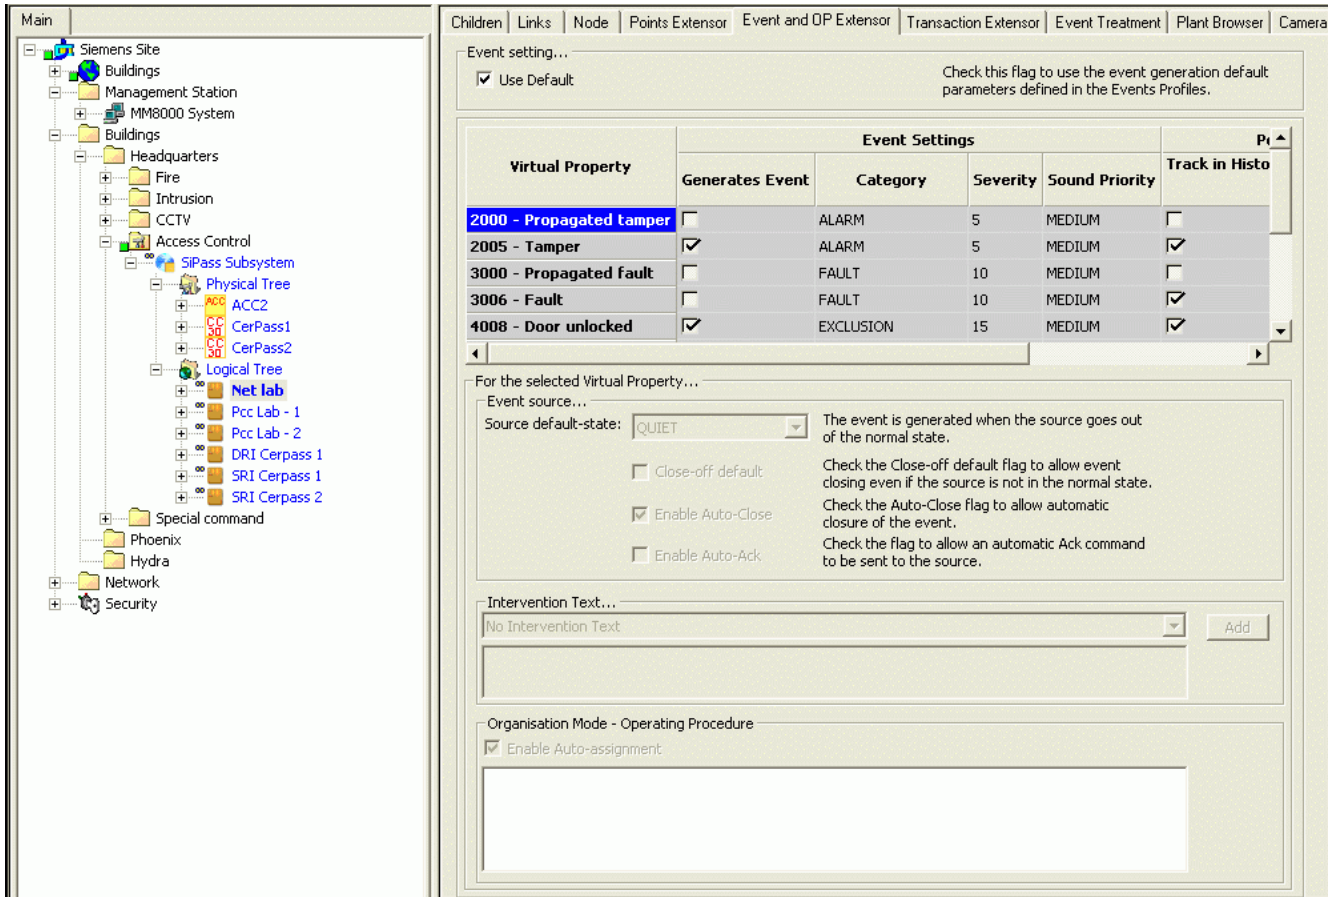 Main
Siemens Site
Buildings
Management Station
MM8000 System
Buildings
Headquarters
Fire
Intrusion
CCTV
Access Control
SiPass Subsystem
Physical Tree
ACC ACC2
CC 50 CerPass1
CC 50 CerPass2
Logical Tree
Net lab
Pcc Lab - 1
Pcc Lab - 2
DRI Cerpass 1
SRI Cerpass 1
SRI Cerpass 2
Special command
Phoenix
Hydra
Network
Security
Children Links Node Points Extensor Event and OP Extensor Transaction Extensor Event Treatment Plant Browser Camera
Event setting...
Use Default
Check this flag to use the event generation default
parameters defined in the Events Profiles.
Virtual Property
Event Settings
Generates Event Category Severity Sound Priority Track in Histo
2000 - Propagated tamper ALARM 5 MEDIUM
2005 - Tamper ALARM 5 MEDIUM
3000 - Propagated fault FAULT 10 MEDIUM
3006 - Fault FAULT 10 MEDIUM
4008 - Door unlocked EXCLUSION 15 MEDIUM
For the selected Virtual Property...
Event source...
Source default-state: QUIET
The event is generated when the source goes out
of the normal state.
Close-off default
Check the Close-off default flag to allow event
closing even if the source is not in the normal state.
Enable Auto-Close
Check the Auto-Close flag to allow automatic
closure of the event.
Enable Auto-Ack
Check the flag to allow an automatic Ack command
to be sent to the source.
Intervention Text...
No Intervention Text
Add
Organisation Mode - Operating Procedure
Enable Auto-assignment